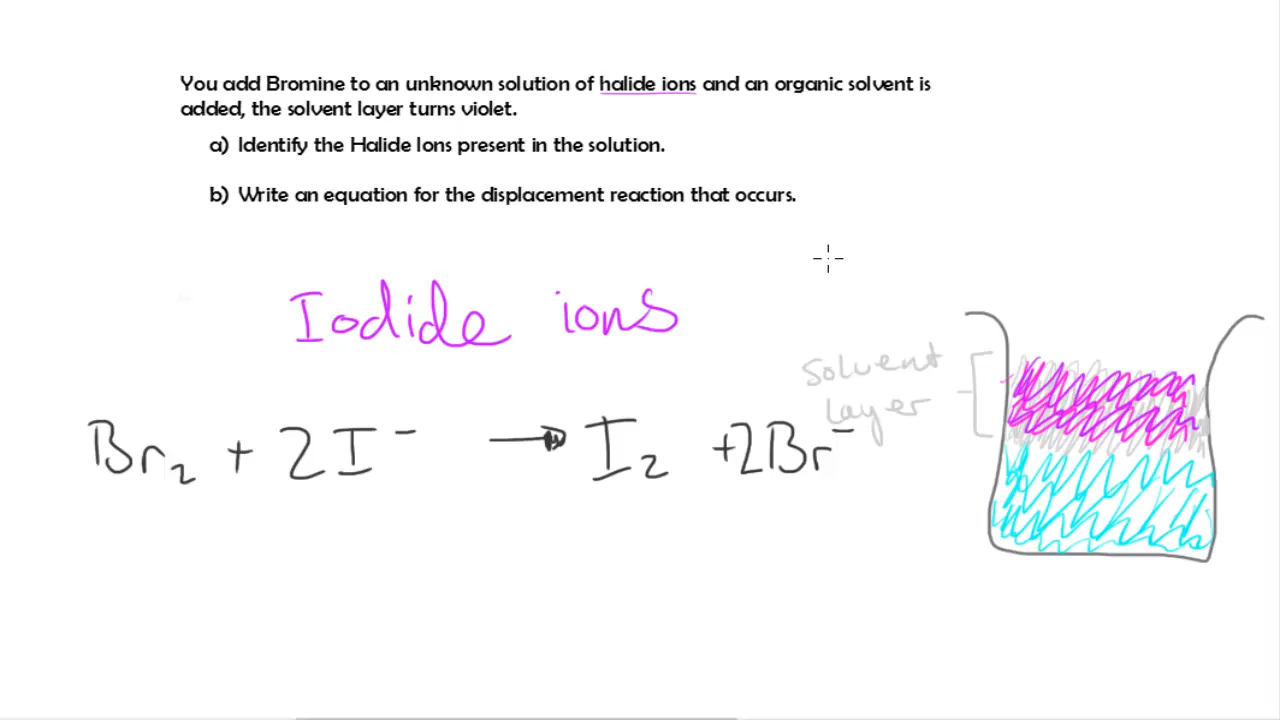 You add Bromine to an unknown solution of halide ions and an organic solvent is
added, the solvent layer turns violet.
a) Identify the Halide Ions present in the solution.
b) Write an equation for the displacement reaction that occurs.
Iodide ions
Solvent
Layer
Br₂ + 2I⁻ → I₂ +2Br⁻